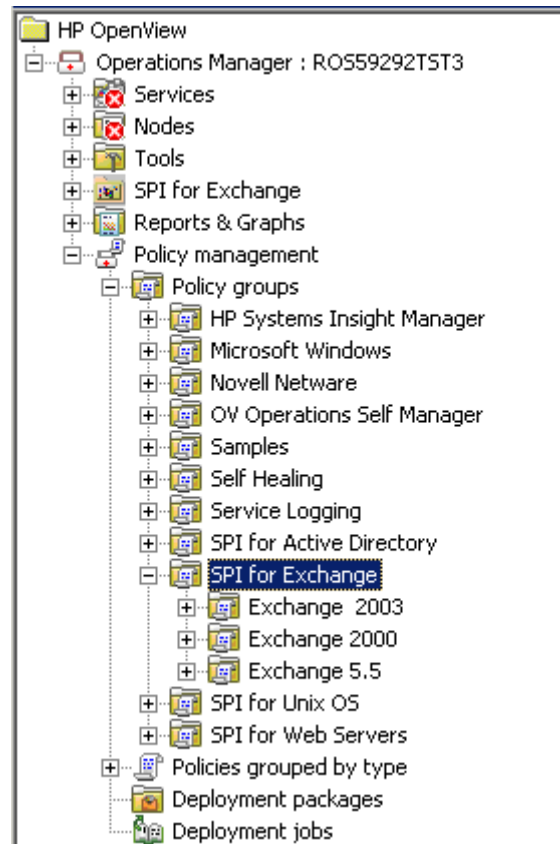 HP OpenView
Operations Manager : ROS59292TST3
Services
Nodes
Tools
SPI for Exchange
Reports & Graphs
Policy management
Policy groups
HP Systems Insight Manager
Microsoft Windows
Novell Netware
OV Operations Self Manager
Samples
Self Healing
Service Logging
SPI for Active Directory
SPI for Exchange
Exchange  2003
Exchange 2000
Exchange 5.5
SPI for Unix OS
SPI for Web Servers
Policies grouped by type
Deployment packages
Deployment jobs